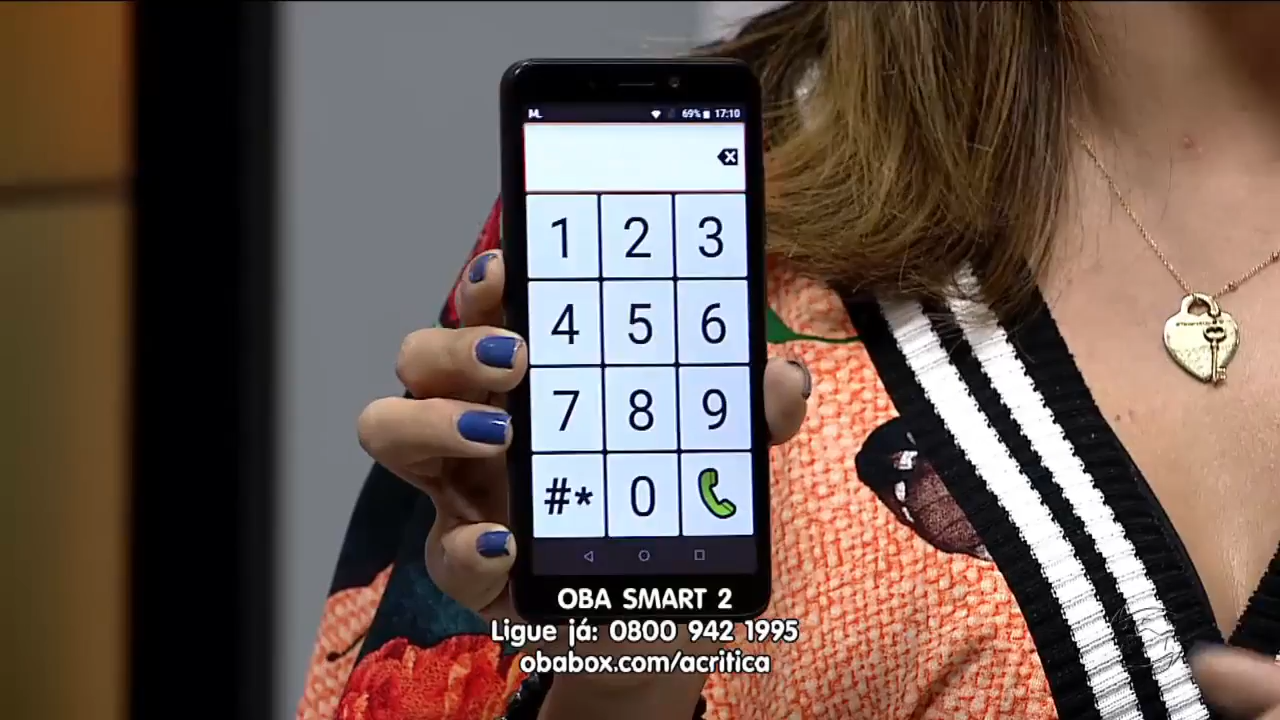 69% 17:10
1 2 3
4 5 6
7 8 9
#* 0
OBA SMART 2
Ligue já: 0800 942 1995
obabox.com/acritica